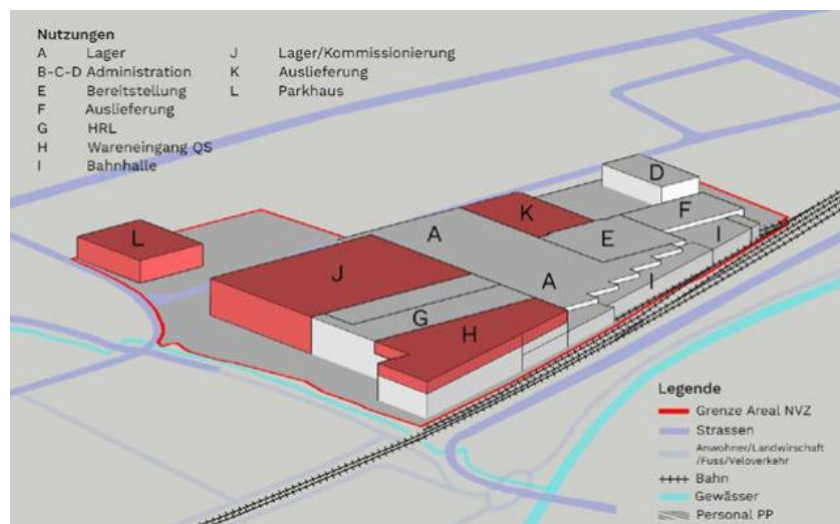 Nutzungen
A Lager
B-C-D Administration
E Bereitstellung
F Auslieferung
G HRL
H Wareneingang QS
I Bahnhalle
J Lager/Kommissionierung
K Auslieferung
L Parkhaus
D
K
F
A
E
I
L
J
A
I
G
H
Legende
Grenze Areal NVZ
Strassen
Anwohner/Landwirtschaft
/Fuss/Veloverkehr
Bahn
Gewässer
Personal PP